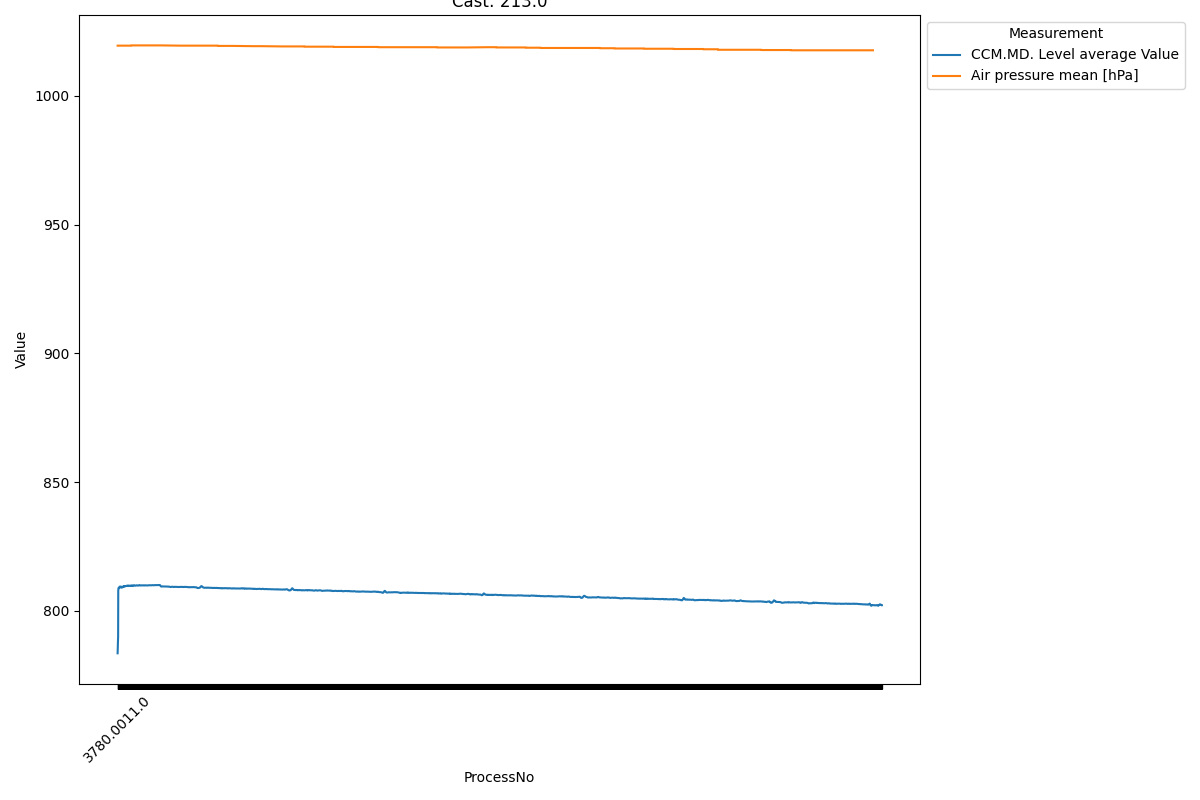 Cast: 213.0
Measurement
CCM.MD. Level average Value
Air pressure mean [hPa]
1000
950
900
850
800
Value
3780.0011.0
ProcessNo